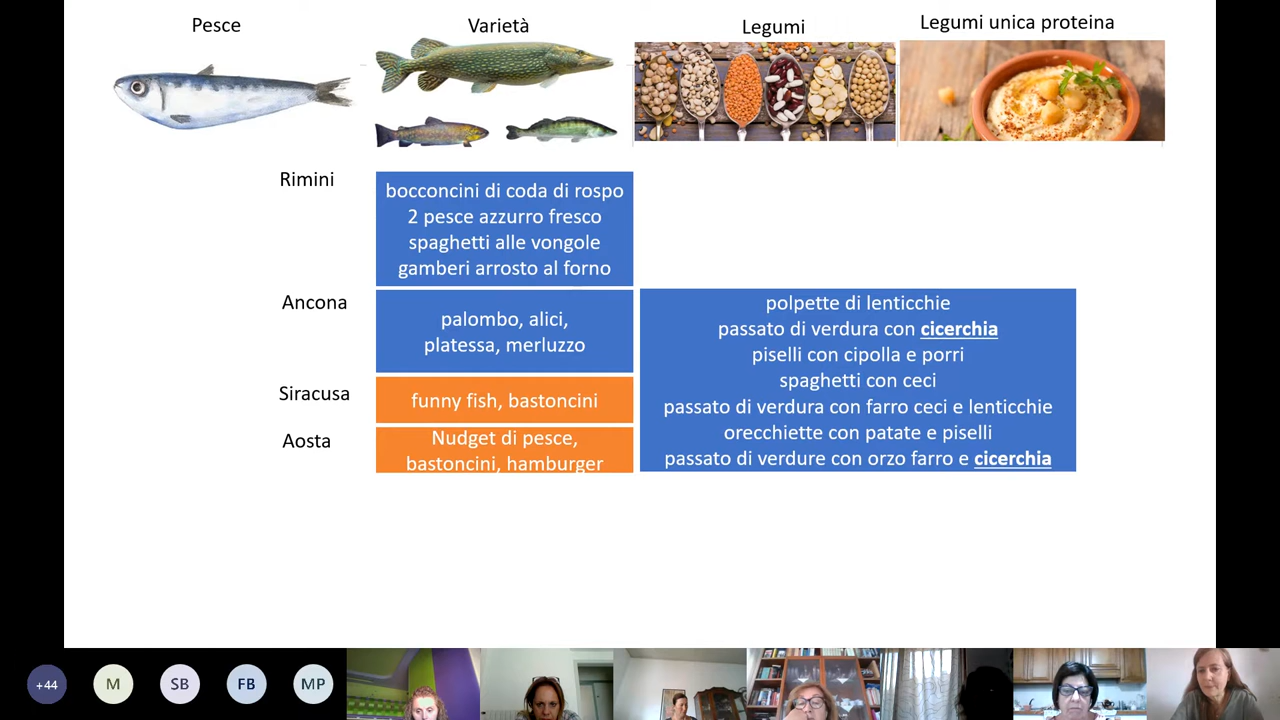 Pesce
Varietà
Legumi
Legumi unica proteina
Rimini
bocconcini di coda di rospo
2 pesce azzurro fresco
spaghetti alle vongole
gamberi arrosto al forno
Ancona
palombo, alici,
platessa, merluzzo
Siracusa
funny fish, bastoncini
Aosta
Nudget di pesce,
bastoncini, hamburger
polpette di lenticchie
passato di verdura con cicerchia
piselli con cipolla e porri
spaghetti con ceci
passato di verdura con farro ceci e lenticchie
orecchiette con patate e piselli
passato di verdure con orzo farro e cicerchia
+44
M
SB
FB
MP